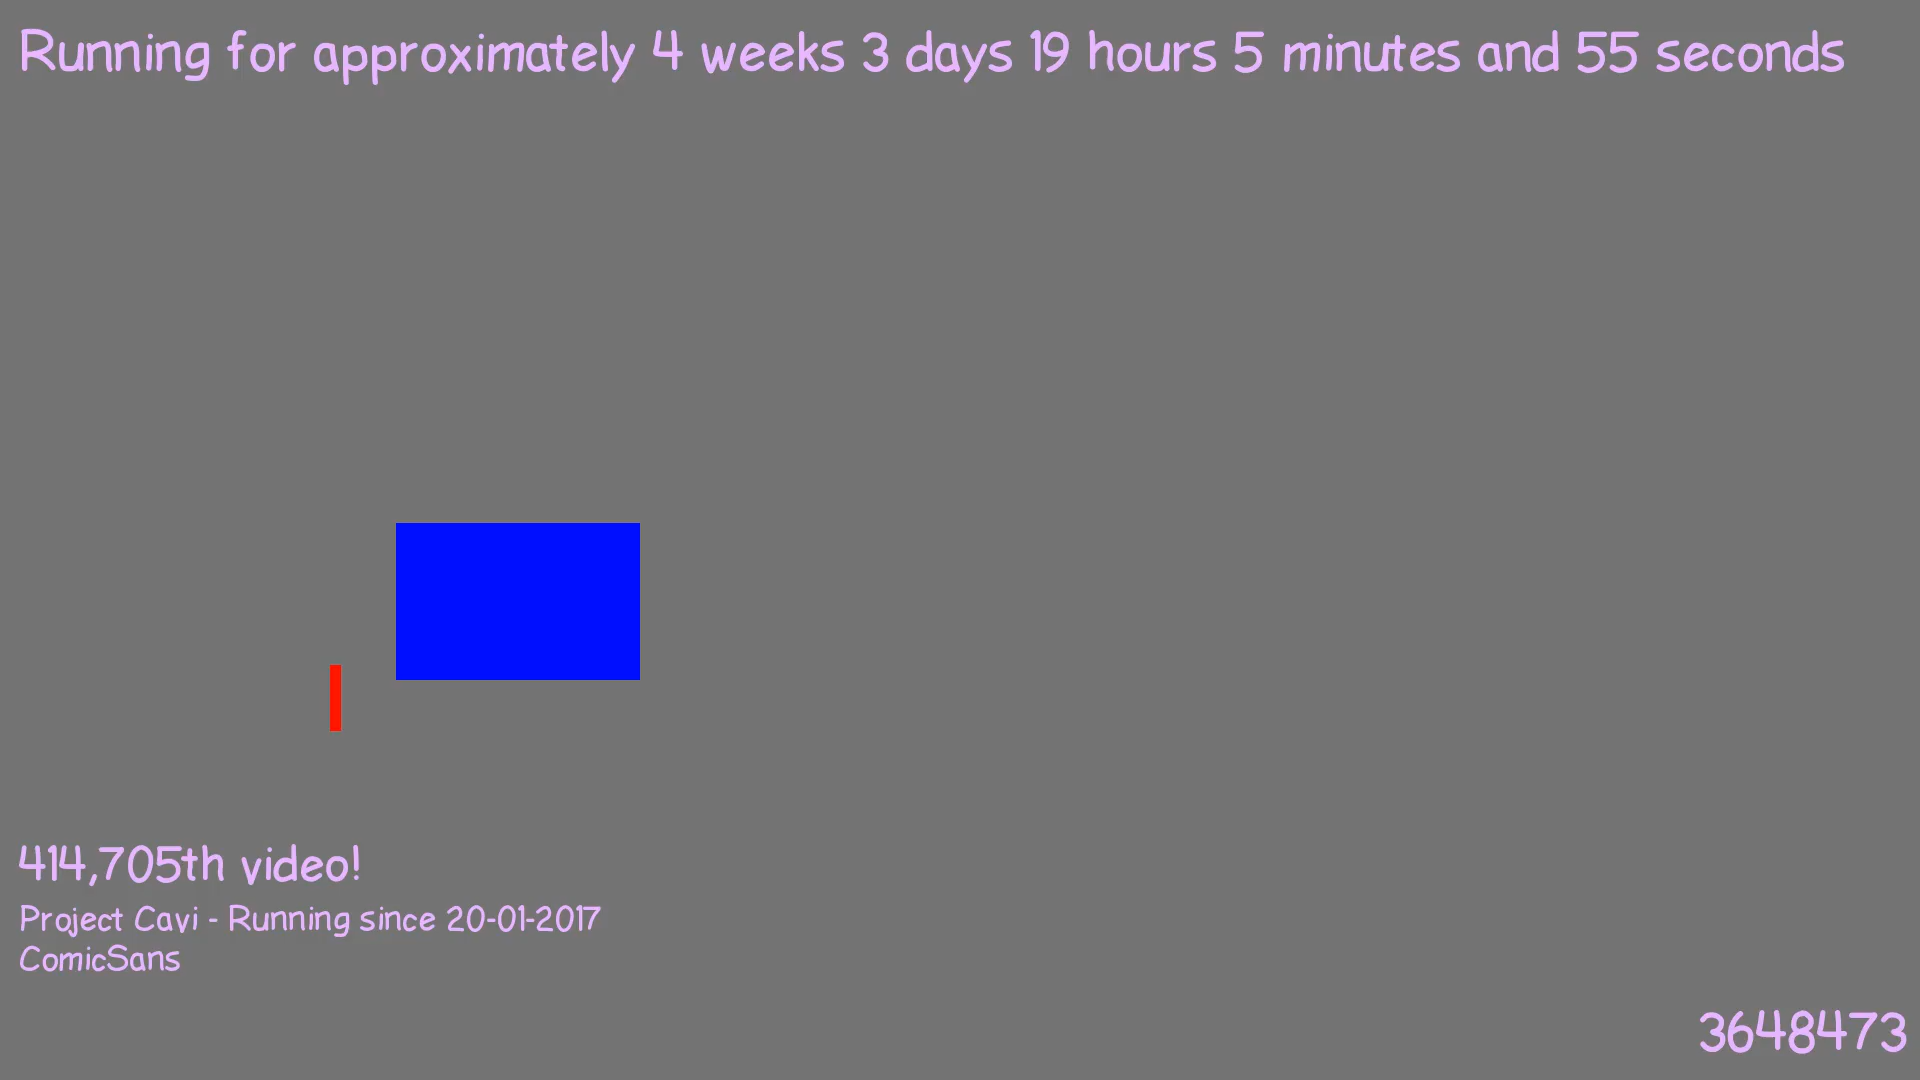 Running for approximately 4 weeks 3 days 19 hours 5 minutes and 55 seconds
414,705th video!
Project Cavi - Running since 20-01-2017
ComicSans
3648473